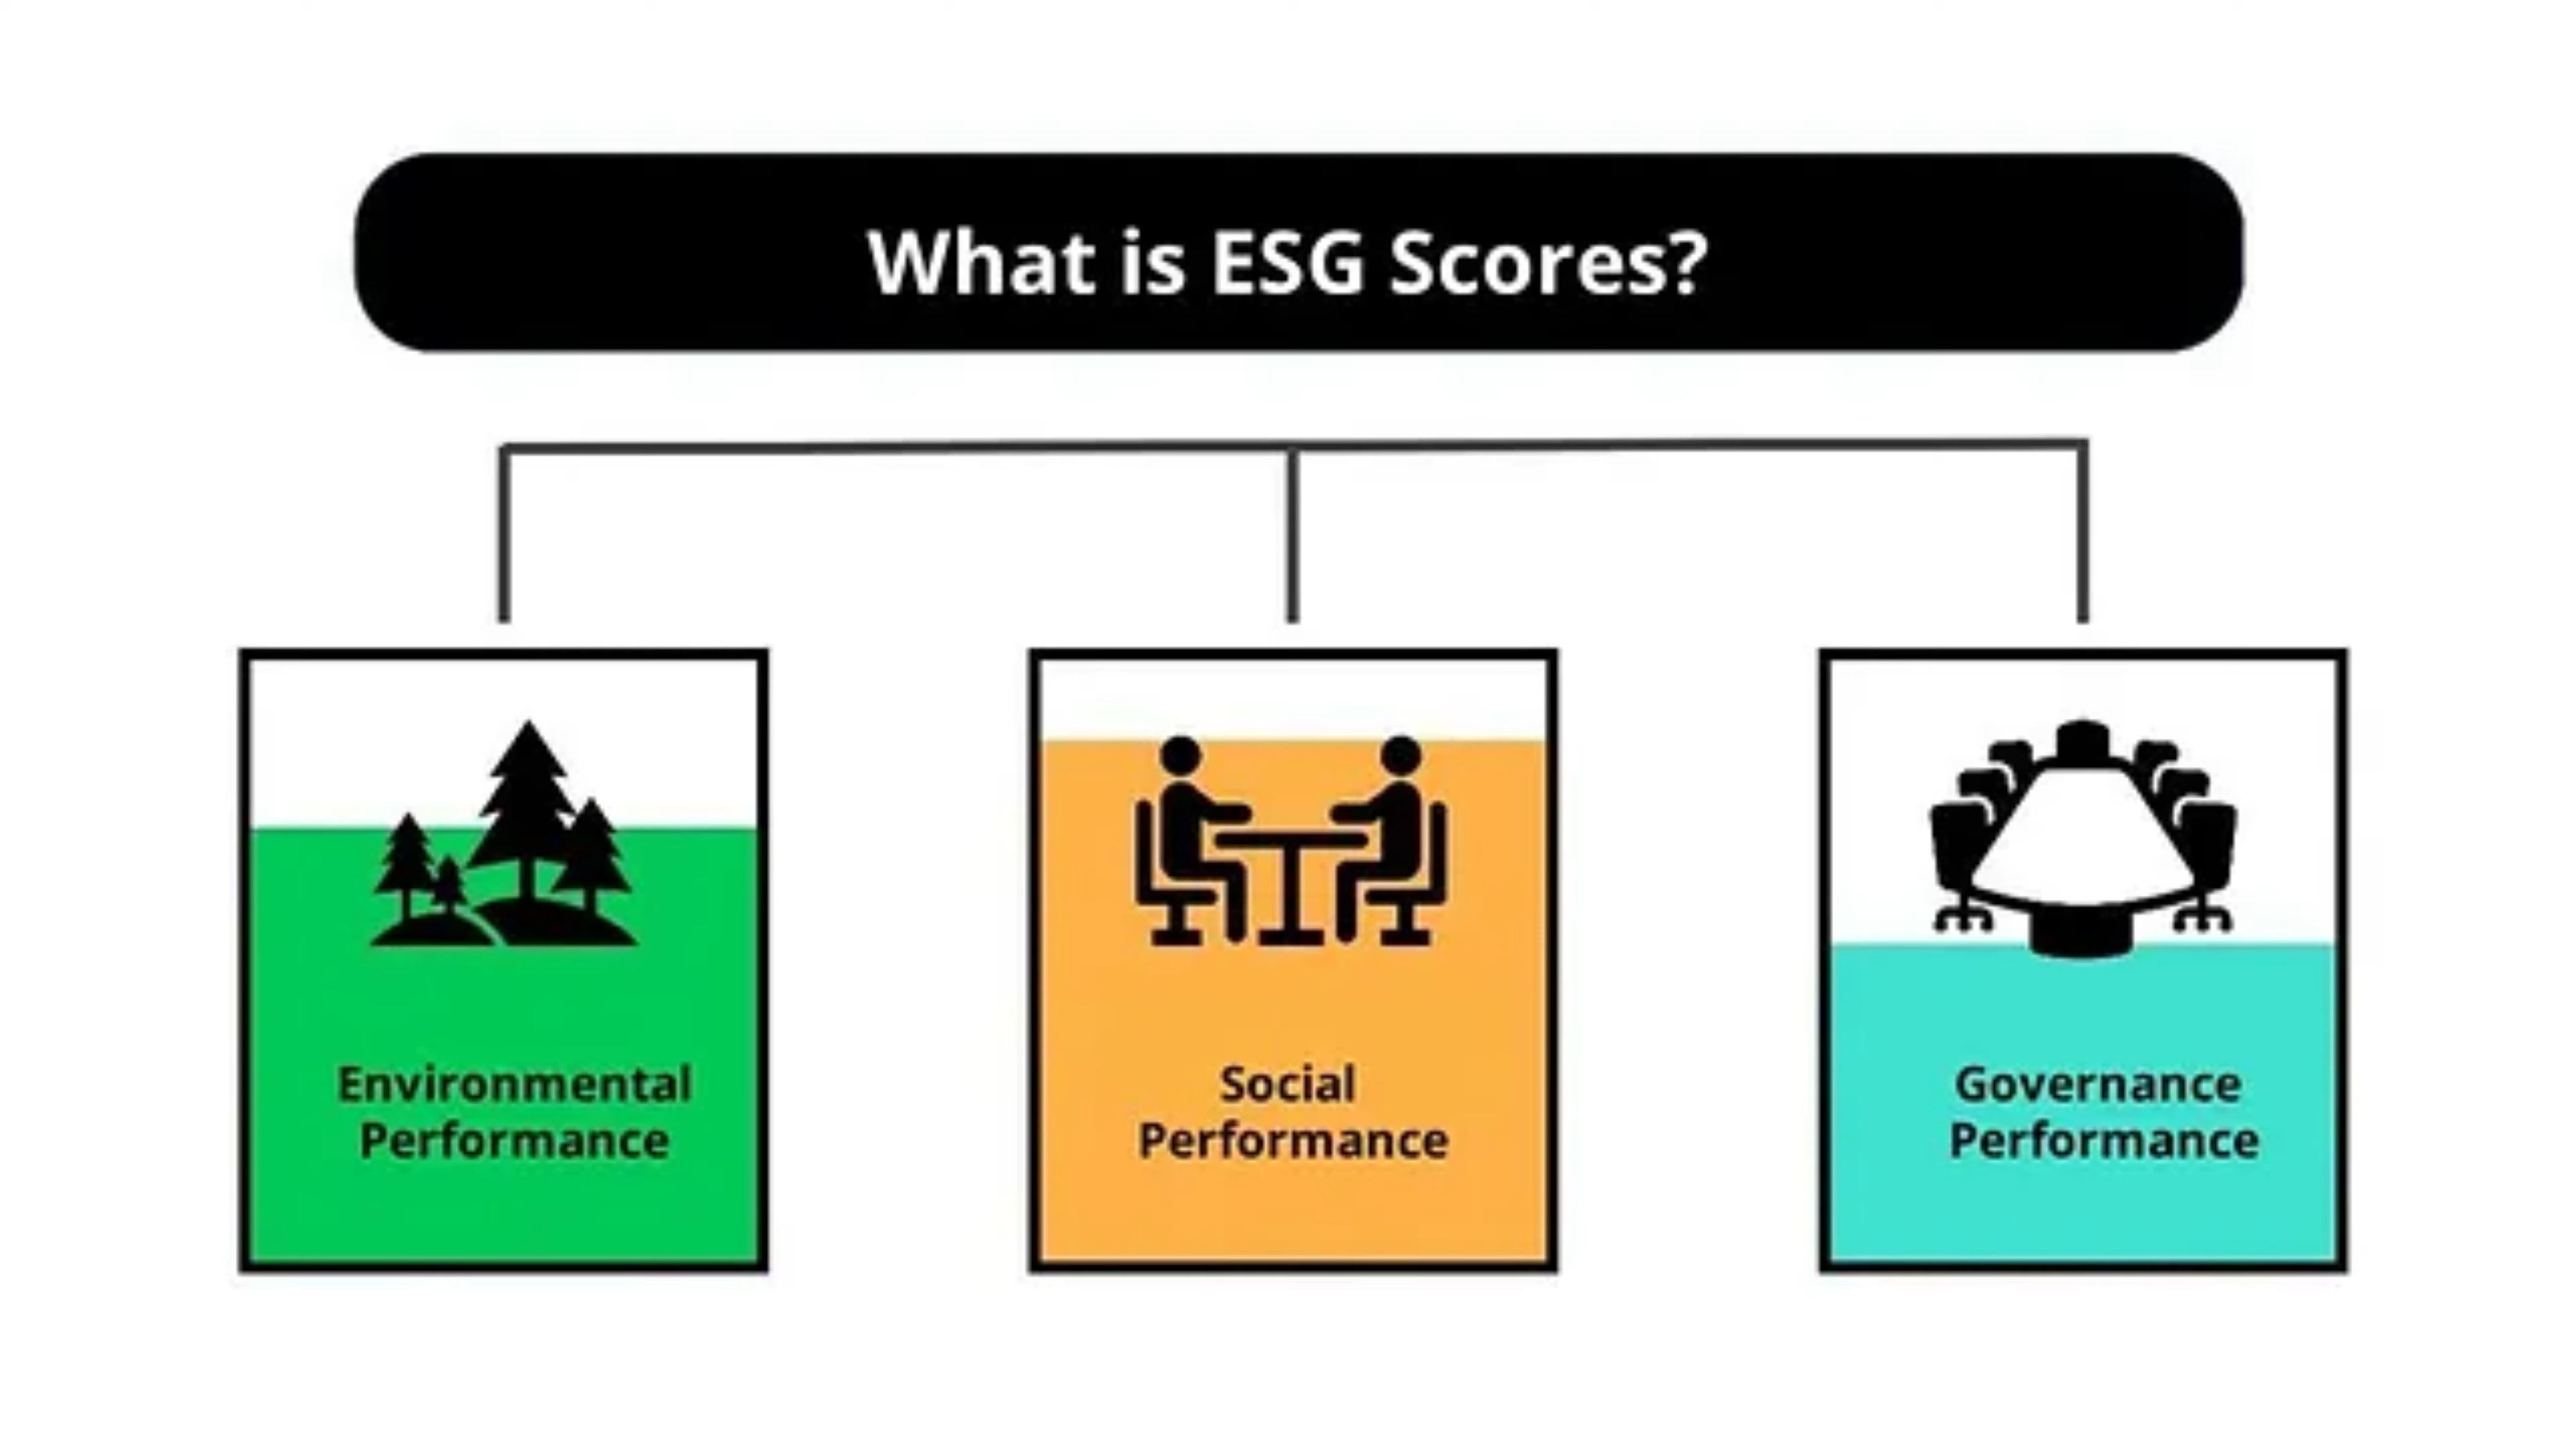 What is ESG Scores?
Environmental
Performance
Social
Performance
Governance
Performance